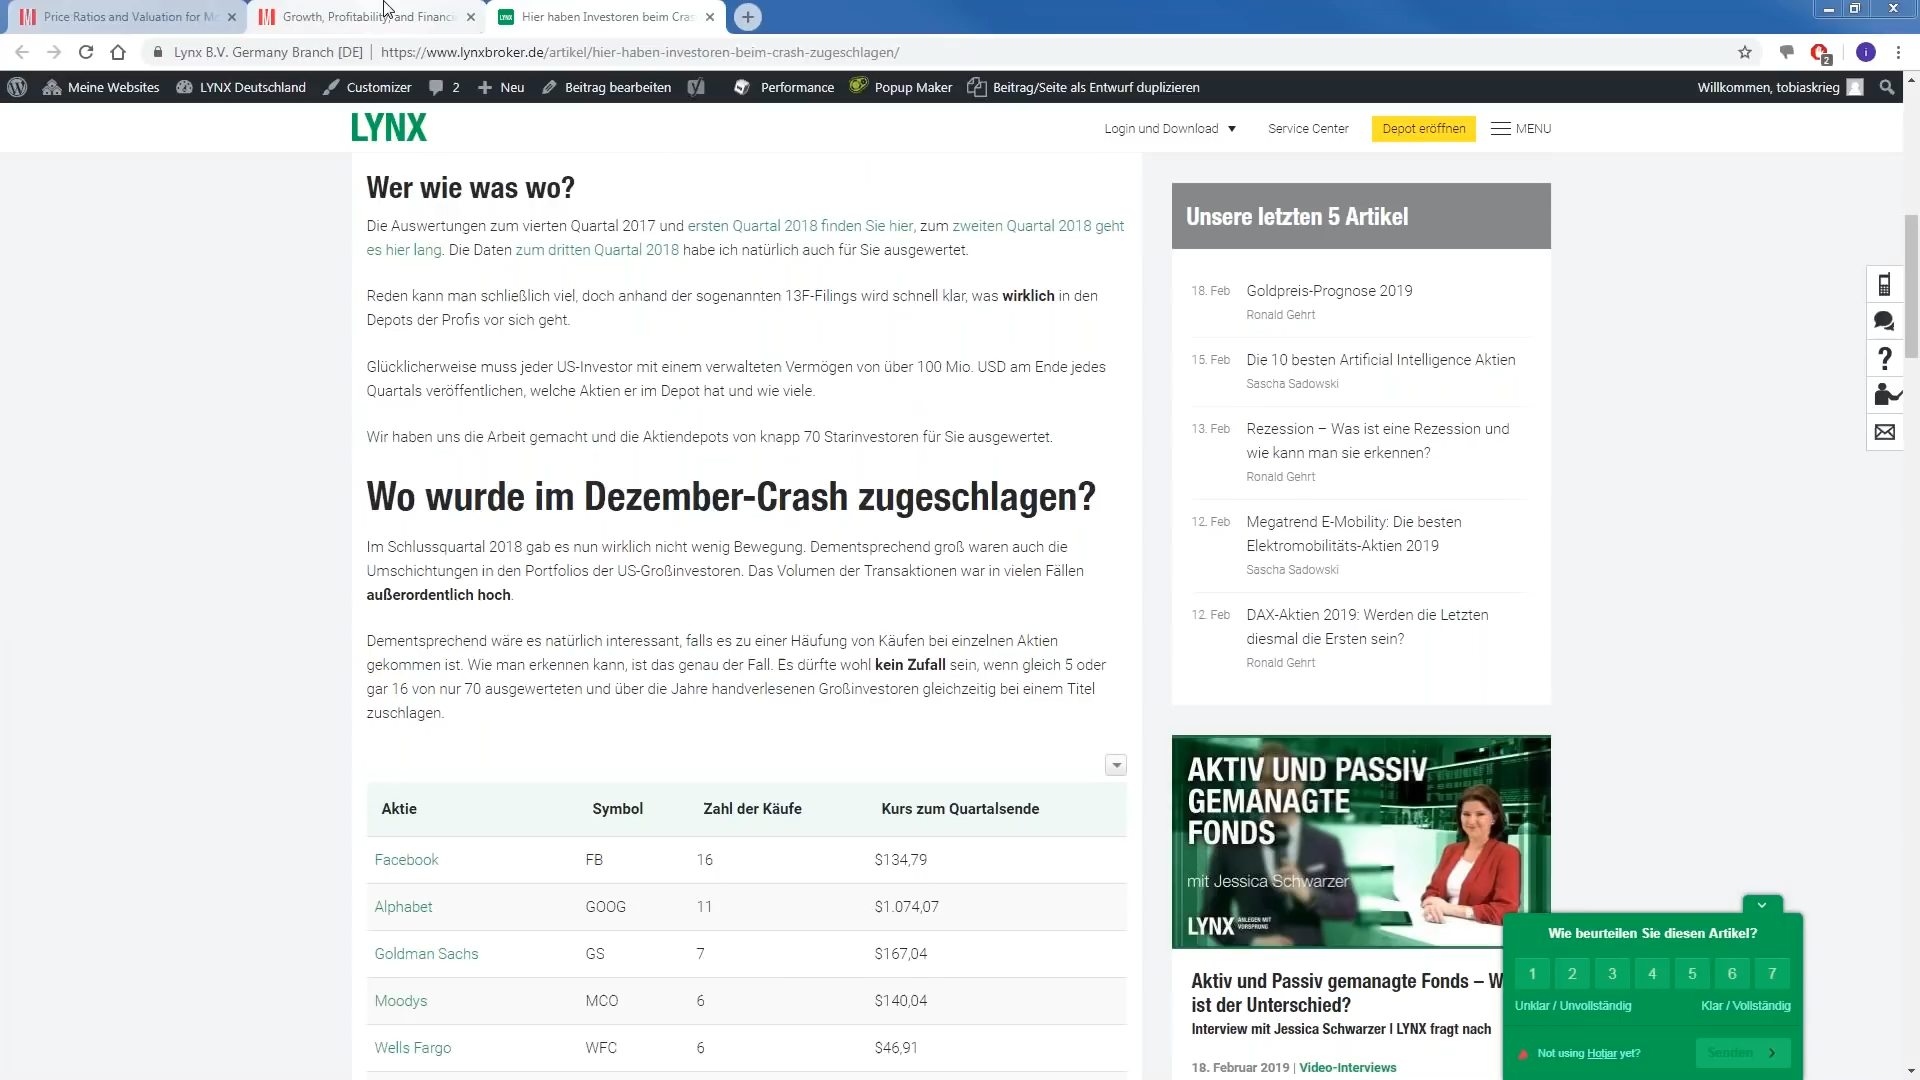 Price Ratios and Valuation for Mo
Growth, Profitability, and Financi
Hier haben Investoren beim Cras
Lynx B.V. Germany Branch [DE] | https://www.lynxbroker.de/artikel/hier-haben-investoren-beim-crash-zugeschlagen/
2
Meine Websites
LYNX Deutschland
Customizer
2
Neu
Beitrag bearbeiten
Performance
Popup Maker
Beitrag/Seite als Entwurf duplizieren
Willkommen, tobiaskrieg
LYNX
Login und Download
Service Center
Depot eröffnen
MENU
Wer wie was wo?
Die Auswertungen zum vierten Quartal 2017 und ersten Quartal 2018 finden Sie hier, zum zweiten Quartal 2018 geht
es hier lang. Die Daten zum dritten Quartal 2018 habe ich natürlich auch für Sie ausgewertet.
Reden kann man schließlich viel, doch anhand der sogenannten 13F-Filings wird schnell klar, was wirklich in den
Depots der Profis vor sich geht.
Glücklicherweise muss jeder US-Investor mit einem verwalteten Vermögen von über 100 Mio. USD am Ende jedes
Quartals veröffentlichen, welche Aktien er im Depot hat und wie viele.
Wir haben uns die Arbeit gemacht und die Aktiendepots von knapp 70 Starinvestoren für Sie ausgewertet.
Wo wurde im Dezember-Crash zugeschlagen?
Im Schlussquartal 2018 gab es nun wirklich nicht wenig Bewegung. Dementsprechend groß waren auch die
Umschichtungen in den Portfolios der US-Großinvestoren. Das Volumen der Transaktionen war in vielen Fällen
außerordentlich hoch.
Dementsprechend wäre es natürlich interessant, falls es zu einer Häufung von Käufen bei einzelnen Aktien
gekommen ist. Wie man erkennen kann, ist das genau der Fall. Es dürfte wohl kein Zufall sein, wenn gleich 5 oder
gar 16 von nur 70 ausgewerteten und über die Jahre handverlesenen Großinvestoren gleichzeitig bei einem Titel
zuschlagen.
Aktie Symbol Zahl der Käufe Kurs zum Quartalsende
Facebook FB 16 $134,79
Alphabet GOOG 11 $1.074,07
Goldman Sachs GS 7 $167,04
Moodys MCO 6 $140,04
Wells Fargo WFC 6 $46,91
Unsere letzten 5 Artikel
18. Feb Goldpreis-Prognose 2019
Ronald Gehrt
15. Feb Die 10 besten Artificial Intelligence Aktien
Sascha Sadowski
13. Feb Rezession – Was ist eine Rezession und
wie kann man sie erkennen?
Ronald Gehrt
12. Feb Megatrend E-Mobility: Die besten
Elektromobilitäts-Aktien 2019
Sascha Sadowski
12. Feb DAX-Aktien 2019: Werden die Letzten
diesmal die Ersten sein?
Ronald Gehrt
AKTIV UND PASSIV
GEMANAGTE
FONDS
mit Jessica Schwarzer
LYNX ANLEGEN MIT
VORSPRUNG
Aktiv und Passiv gemanagte Fonds – W
ist der Unterschied?
Interview mit Jessica Schwarzer I LYNX fragt nach
18. Februar 2019 | Video-Interviews
Wie beurteilen Sie diesen Artikel?
1 2 3 4 5 6 7
Unklar / Unvollständig Klar / Vollständig
Not using Hotjar yet?
Senden